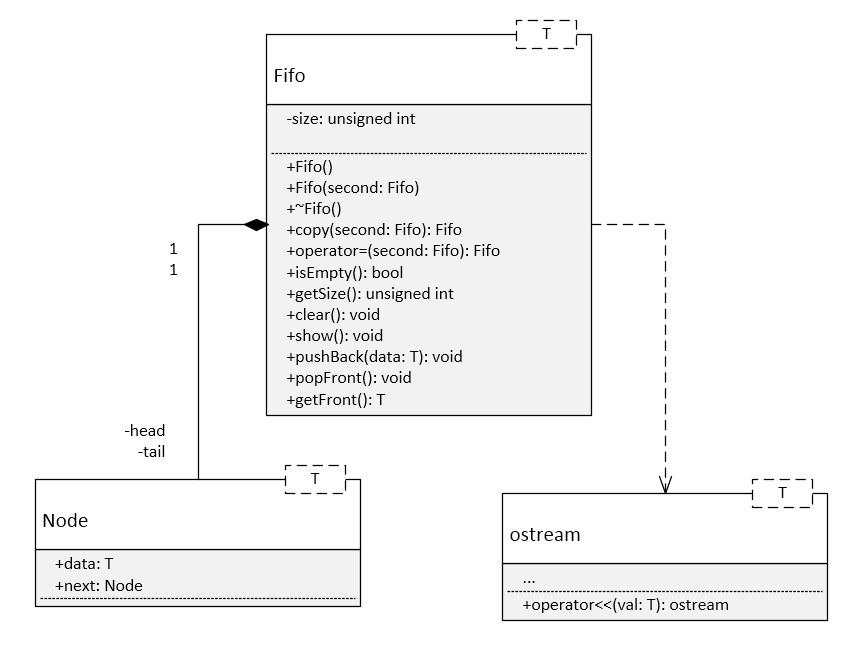 T
Fifo
-size: unsigned int
+Fifo()
+Fifo(second: Fifo)
+~Fifo()
+copy(second: Fifo): Fifo
+operator=(second: Fifo): Fifo
+isEmpty(): bool
+getSize(): unsigned int
+clear(): void
+show(): void
+pushBack(data: T): void
+popFront(): void
+getFront(): T
1
1
-head
-tail
T
Node
+data: T
+next: Node
T
ostream
...
+operator<<(val: T): ostream